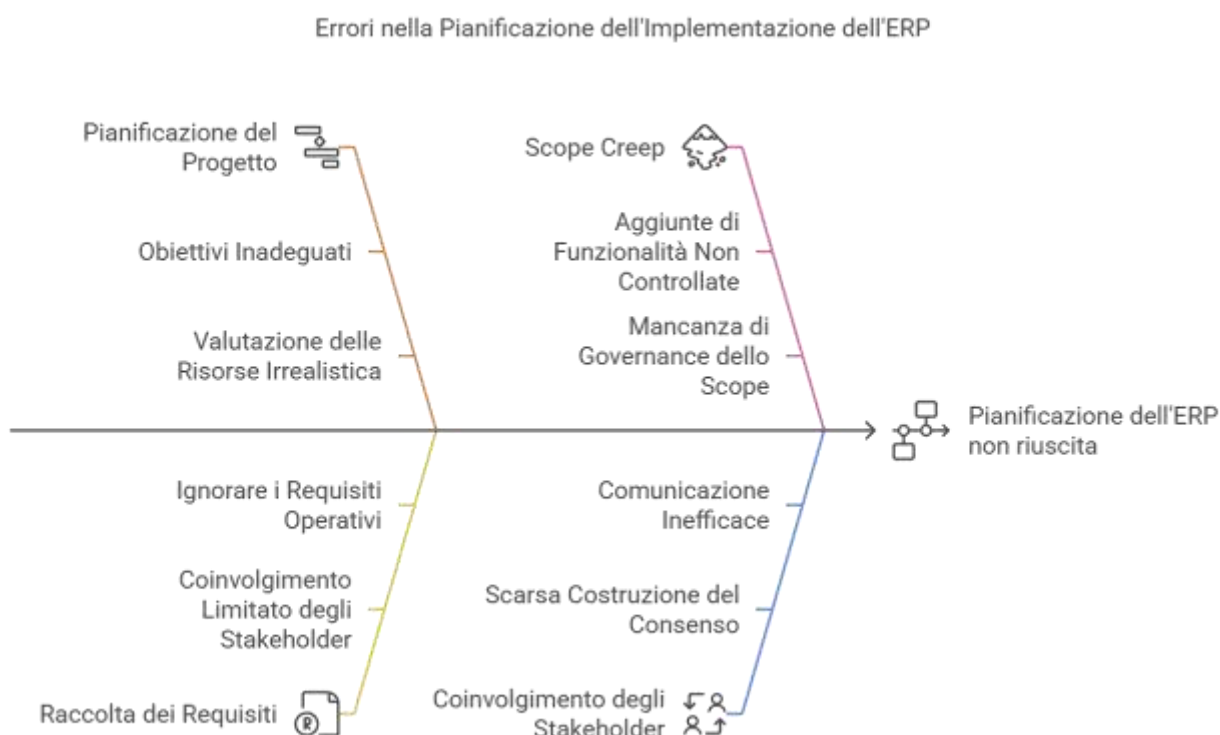 Errori nella Pianificazione dell'Implementazione dell'ERP
Pianificazione del
Progetto
Obiettivi Inadeguati
Valutazione delle
Risorse Irrealistica
Scope Creep
Aggiunte di
Funzionalità Non
Controllate
Mancanza di
Governance dello
Scope
Pianificazione dell'ERP
non riuscita
Ignorare i Requisiti
Operativi
Coinvolgimento
Limitato degli
Stakeholder
Raccolta dei Requisiti
R
Comunicazione
Inefficace
Scarsa Costruzione del
Consenso
Coinvolgimento degli
Stakeholder